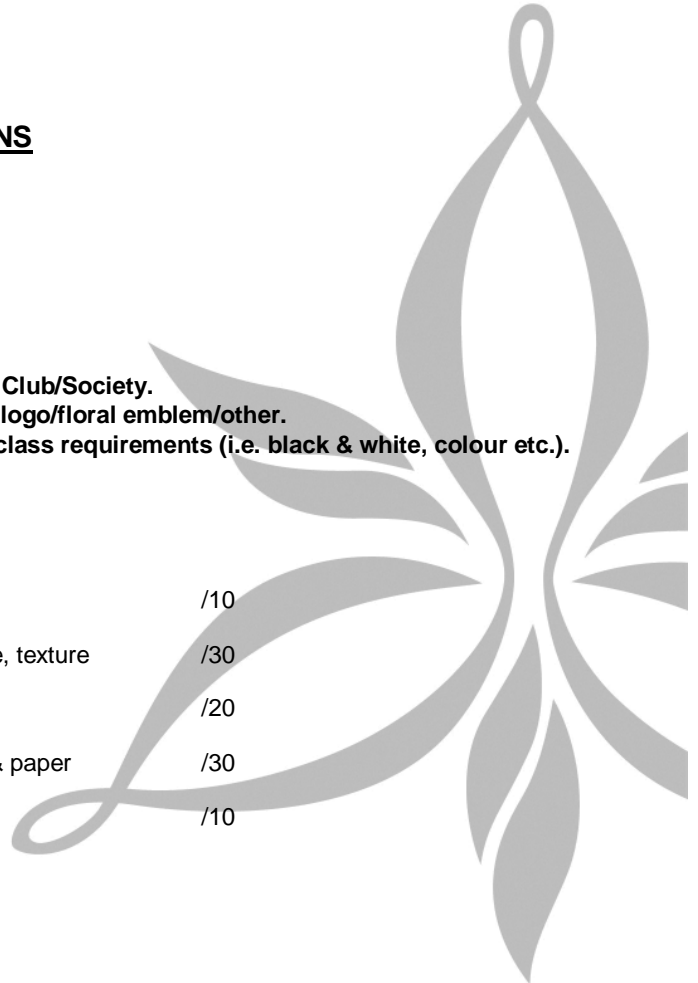 NS
Club/Society.
logo/floral emblem/other.
class requirements (i.e. black & white, colour etc.).
/10
, texture /30
/20
& paper /30
/10